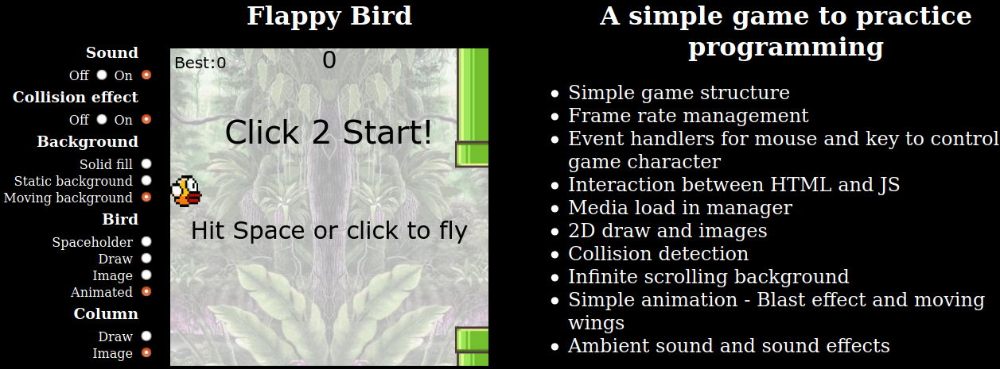 Flappy Bird
Sound
Off On
Collision effect
Off On
Background
Solid fill
Static background
Moving background
Bird
Spaceholder
Draw
Image
Animated
Column
Draw
Image
Best:0
0
Click 2 Start!
Hit Space or click to fly
A simple game to practice
programming
• Simple game structure
• Frame rate management
• Event handlers for mouse and key to control
game character
• Interaction between HTML and JS
• Media load in manager
• 2D draw and images
• Collision detection
• Infinite scrolling background
• Simple animation - Blast effect and moving
wings
• Ambient sound and sound effects